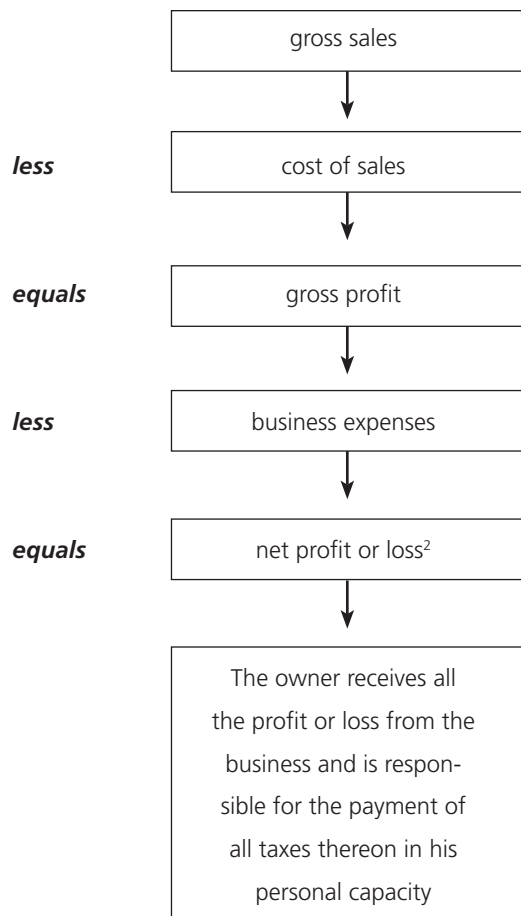 gross sales
less
cost of sales
equals
gross profit
less
business expenses
equals
net profit or loss²
The owner receives all
the profit or loss from the
business and is respon-
sible for the payment of
all taxes thereon in his
personal capacity